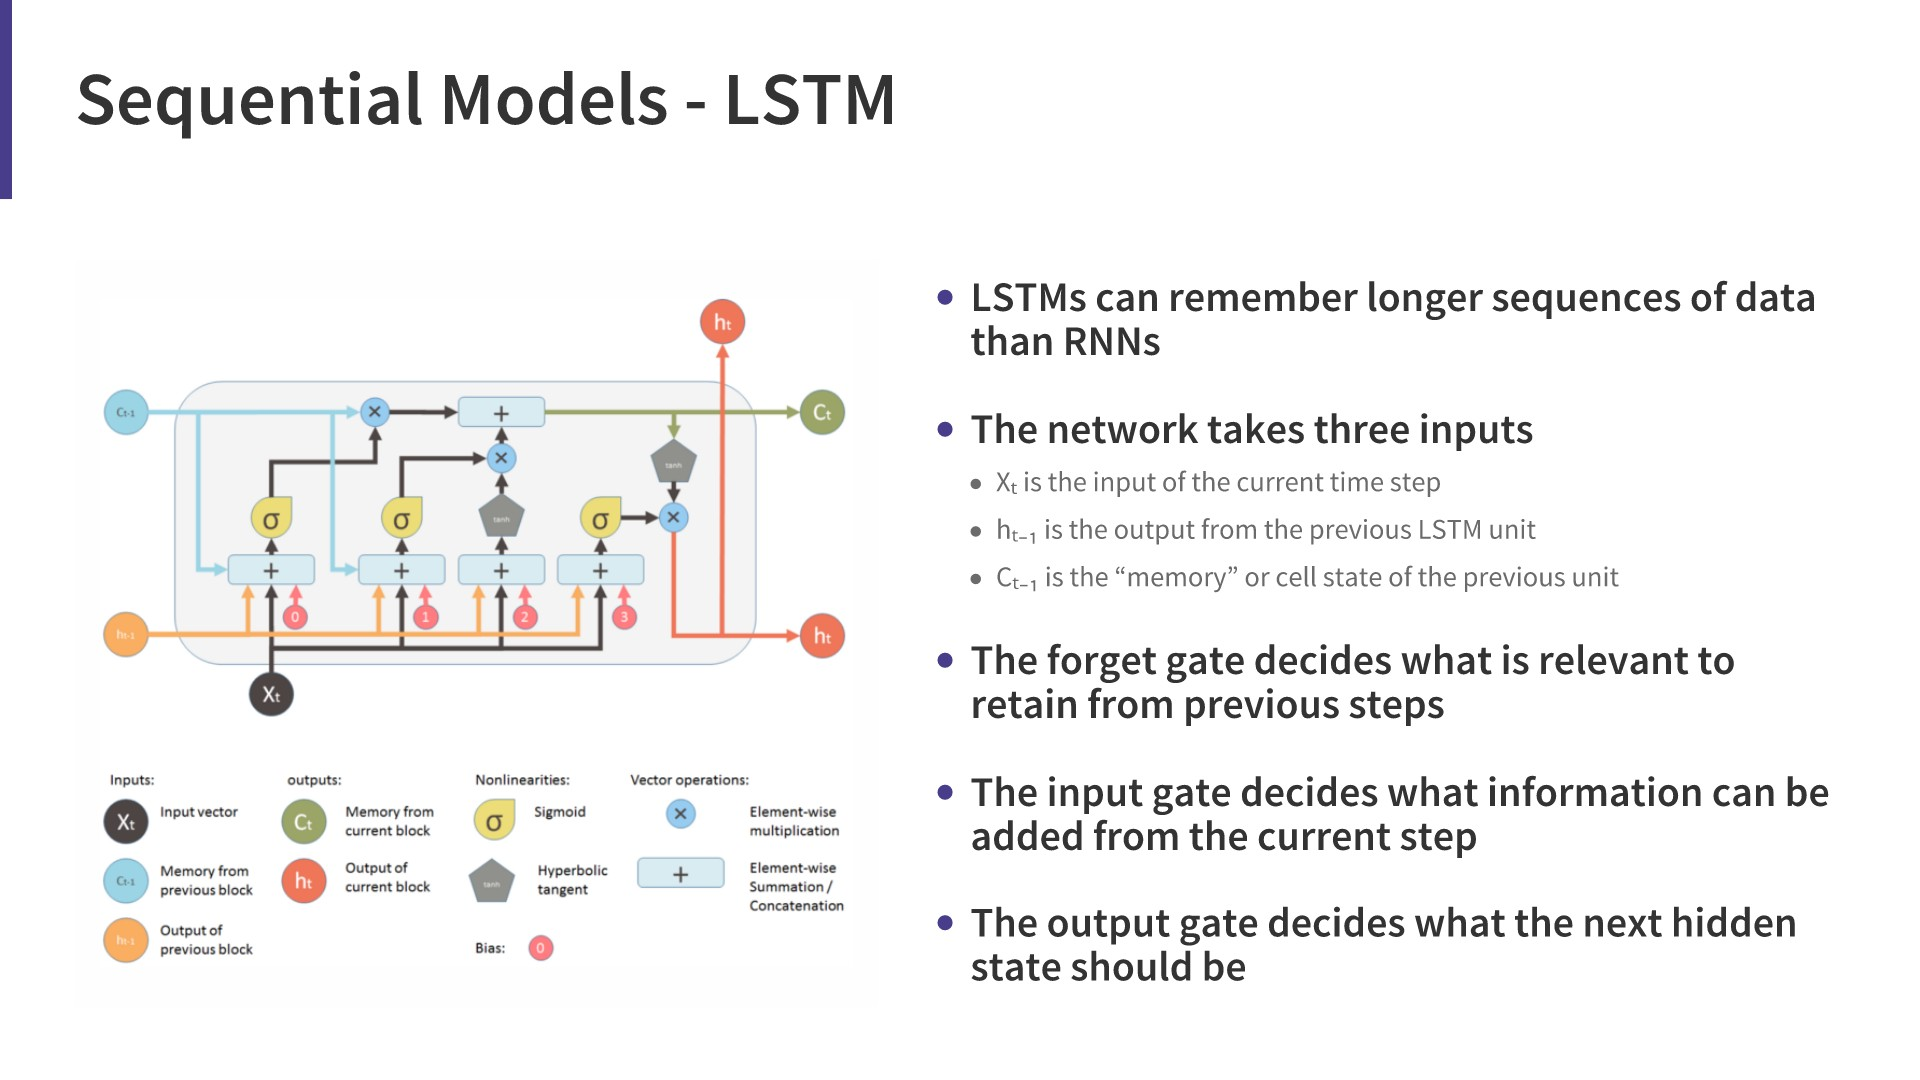 Sequential Models - LSTM
hₜ
Cₜ₋₁
×
+
Cₜ
tanh
×
σ
σ
tanh
σ
×
+
+
+
+
0
1
2
3
hₜ₋₁
hₜ
Xₜ
Inputs:
outputs:
Nonlinearities:
Vector operations:
Xₜ
Input vector
Cₜ
Memory from
current block
σ
Sigmoid
×
Element-wise
multiplication
Cₜ₋₁
Memory from
previous block
hₜ
Output of
current block
tanh
Hyperbolic
tangent
+
Element-wise
Summation /
Concatenation
hₜ₋₁
Output of
previous block
Bias:
0
• LSTMs can remember longer sequences of data
than RNNs
• The network takes three inputs
• Xₜ is the input of the current time step
• hₜ₋₁ is the output from the previous LSTM unit
• Cₜ₋₁ is the “memory” or cell state of the previous unit
• The forget gate decides what is relevant to
retain from previous steps
• The input gate decides what information can be
added from the current step
• The output gate decides what the next hidden
state should be